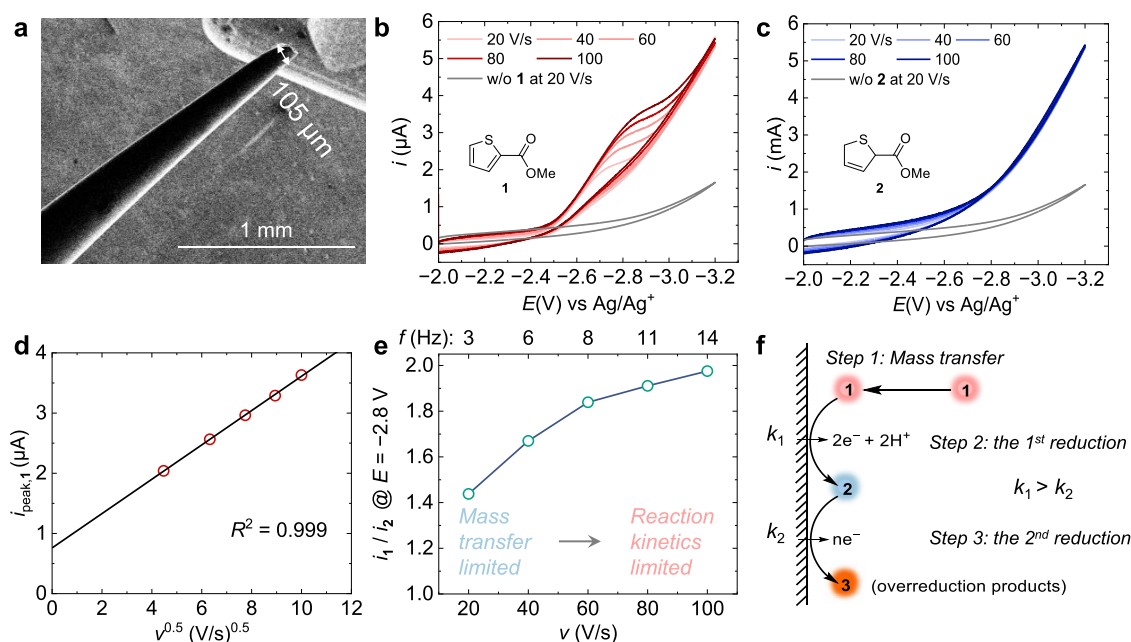 a
105 μm
1 mm
b
6
5
4
3
2
1
0
i (μA)
20 V/s 40 60
80 100
w/o 1 at 20 V/s
S
O
OMe
1
−2.0 −2.2 −2.4 −2.6 −2.8 −3.0 −3.2
E(V) vs Ag/Ag+
c
6
5
4
3
2
1
0
i (mA)
20 V/s 40 60
80 100
w/o 2 at 20 V/s
S
O
OMe
2
−2.0 −2.2 −2.4 −2.6 −2.8 −3.0 −3.2
E(V) vs Ag/Ag+
d
4
3
2
1
0
ipeak,1 (μA)
R2 = 0.999
0 2 4 6 8 10 12
v0.5 (V/s)0.5
e
f (Hz): 3 6 8 11 14
2.0
1.8
1.6
1.4
1.2
1.0
i1 / i2 @ E = −2.8 V
Mass
transfer
limited
Reaction
kinetics
limited
20 40 60 80 100
v (V/s)
f
Step 1: Mass transfer
1 1
k1
2e− + 2H+
Step 2: the 1st reduction
2
k1 > k2
k2
ne−
Step 3: the 2nd reduction
3
(overreduction products)